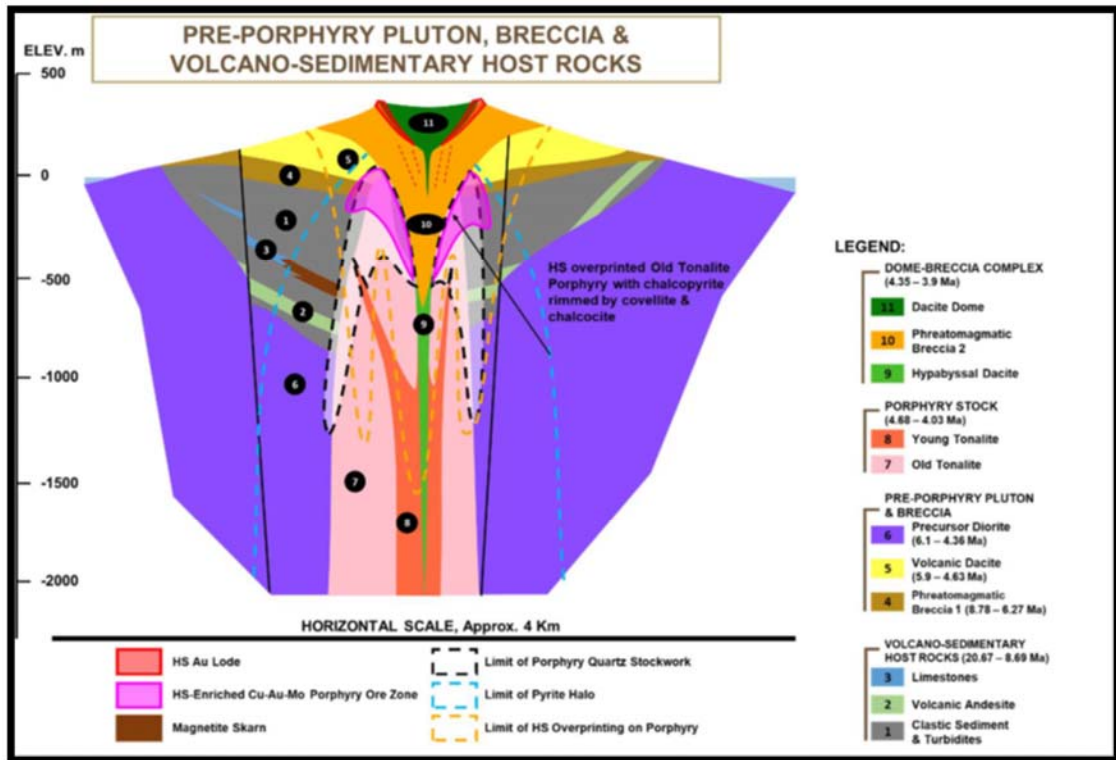 PRE-PORPHYRY PLUTON, BRECCIA &
VOLCANO-SEDIMENTARY HOST ROCKS
ELEV. m
500
0
-500
-1000
-1500
-2000
11
5
4
10
1
3
2
9
6
7
8
HS overprinted Old Tonalite
Porphyry with chalcopyrite
rimmed by covellite &
chalcocite
HORIZONTAL SCALE, Approx. 4 Km
HS Au Lode
HS-Enriched Cu-Au-Mo Porphyry Ore Zone
Magnetite Skarn
Limit of Porphyry Quartz Stockwork
Limit of Pyrite Halo
Limit of HS Overprinting on Porphyry
LEGEND:
DOME-BRECCIA COMPLEX
(4.35 – 3.9 Ma)
11 Dacite Dome
10 Phreatomagmatic
Breccia 2
9 Hypabyssal Dacite
PORPHYRY STOCK
(4.68 – 4.03 Ma)
8 Young Tonalite
7 Old Tonalite
PRE-PORPHYRY PLUTON
& BRECCIA
6 Precursor Diorite
(6.1 – 4.36 Ma)
5 Volcanic Dacite
(5.9 – 4.63 Ma)
4 Phreatomagmatic
Breccia 1 (8.78 – 6.27 Ma)
VOLCANO-SEDIMENTARY
HOST ROCKS (20.67 – 8.69 Ma)
3 Limestones
2 Volcanic Andesite
1 Clastic Sediment
& Turbidites